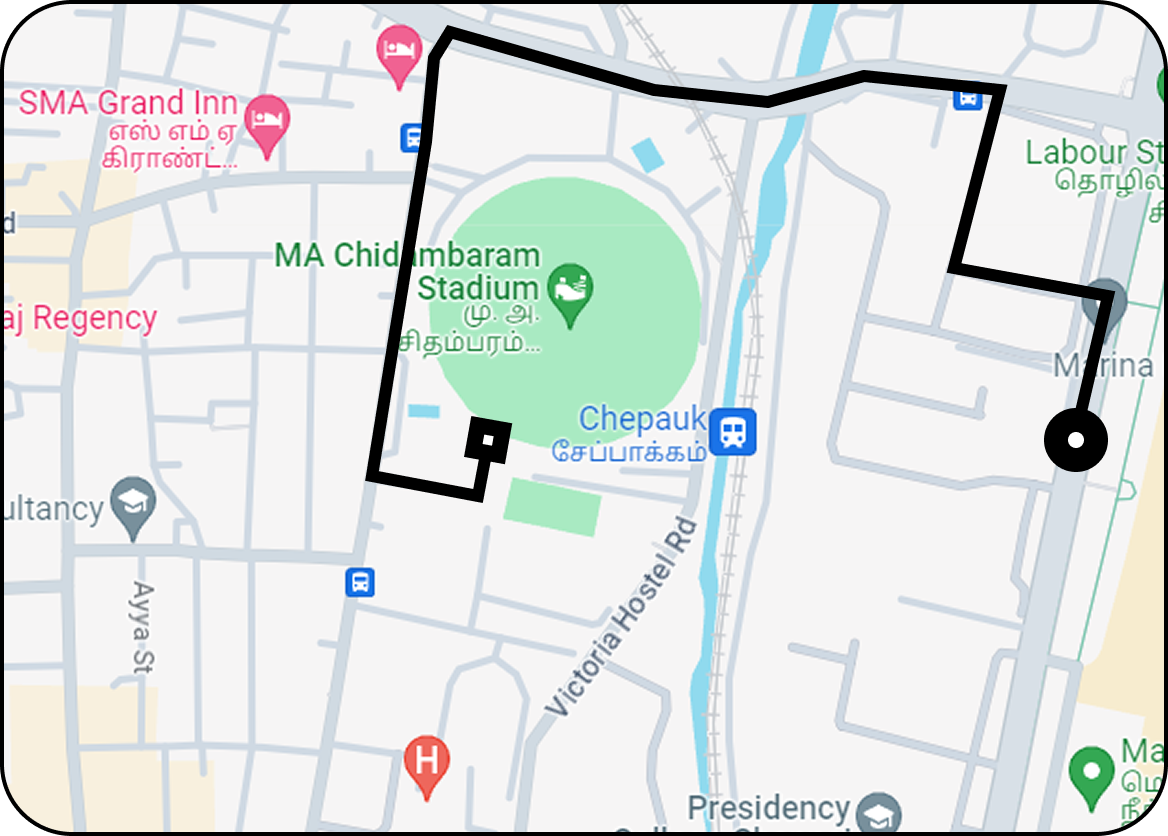 SMA Grand Inn
எஸ் எம் ஏ
கிராண்ட்...
Labour St
தொழில
சி
d
MA Chidambaram
Stadium
மு. அ.
சிதம்பரம்...
aj Regency
Marina
Chepauk
சேப்பாக்கம்
ultancy
Victoria Hostel Rd
Ayya St
H
Ma
மெ
நீ
Presidency